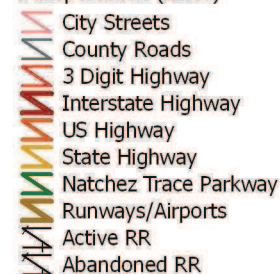 City Streets
County Roads
3 Digit Highway
Interstate Highway
US Highway
State Highway
Natchez Trace Parkway
Runways/Airports
Active RR
Abandoned RR